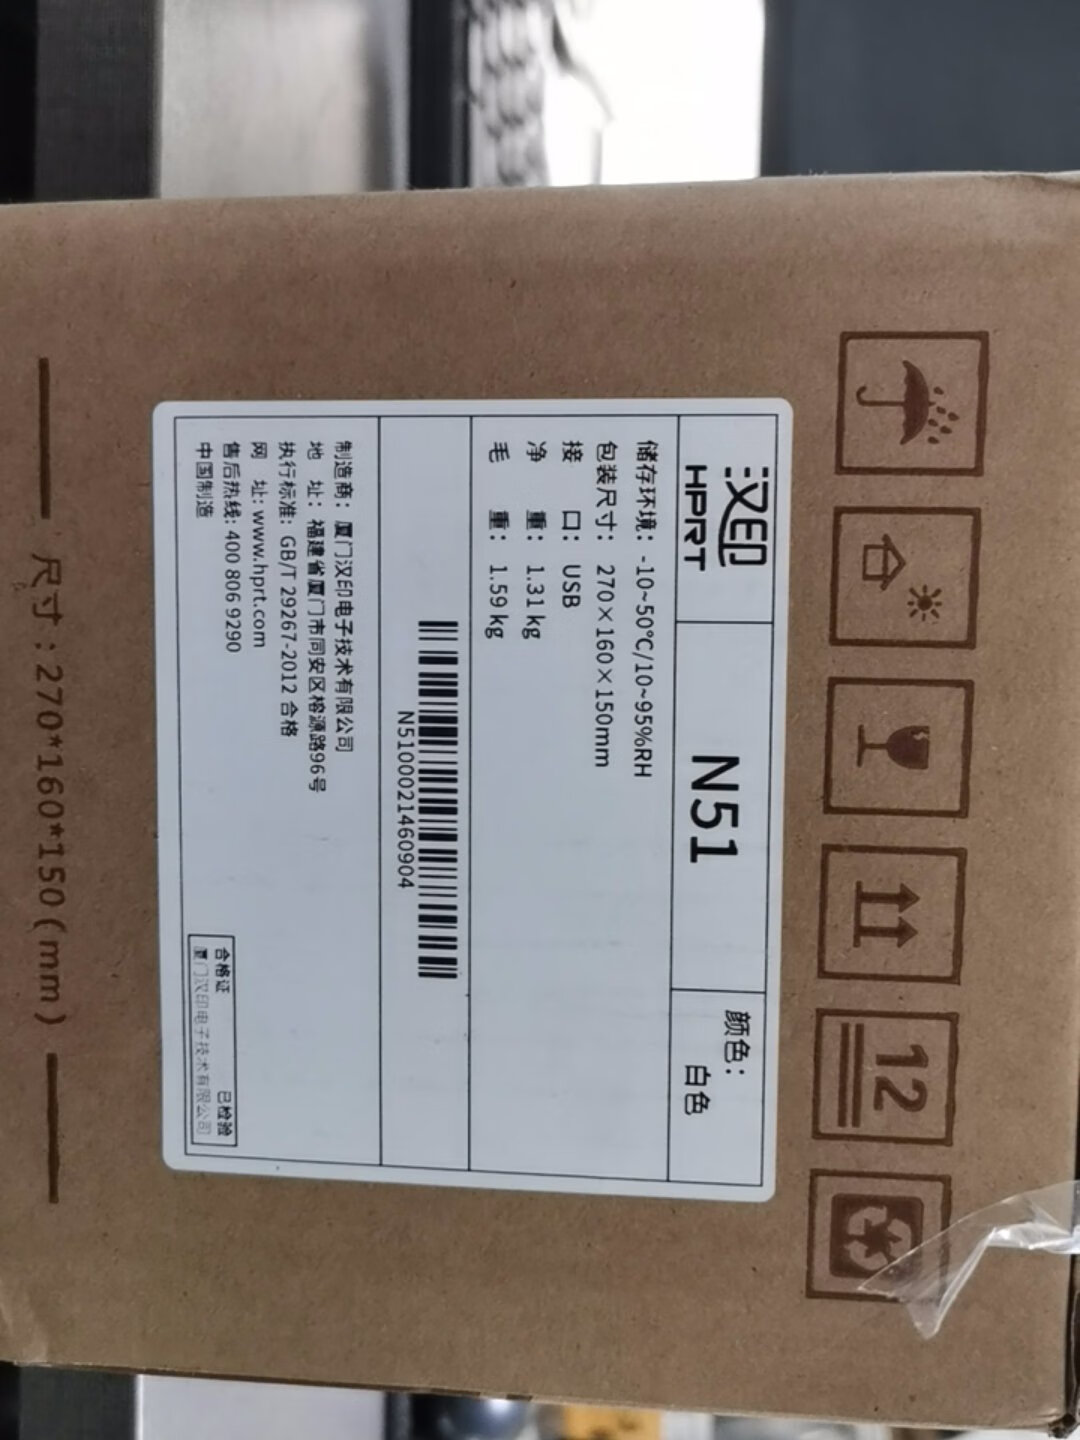 汉印
HPRT
N51
颜色：
白色
储存环境：-10~50℃/10~95%RH
包装尺寸：270×160×150mm
接 口：USB
净 重：1.31 kg
毛 重：1.59 kg
N5100021460904
制造商：厦门汉印电子技术有限公司
地 址：福建省厦门市同安区榕源路96号
执行标准：GB/T 29267-2012 合格
网 址：www.hprt.com
售后热线：400 806 9290
中国制造
合格证 已检验
厦门汉印电子技术有限公司
12
尺寸：270*160*150(mm)